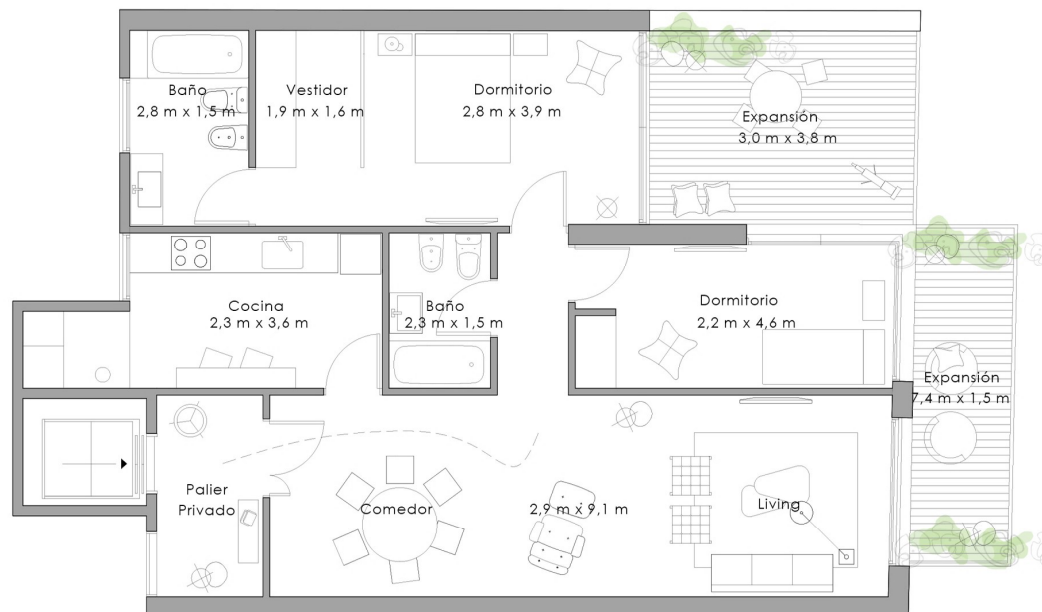 Baño
2,8 m x 1,5 m
Vestidor
1,9 m x 1,6 m
Dormitorio
2,8 m x 3,9 m
Expansión
3,0 m x 3,8 m
Cocina
2,3 m x 3,6 m
Baño
2,3 m x 1,5 m
Dormitorio
2,2 m x 4,6 m
Expansión
7,4 m x 1,5 m
Palier
Privado
Comedor
2,9 m x 9,1 m
Living